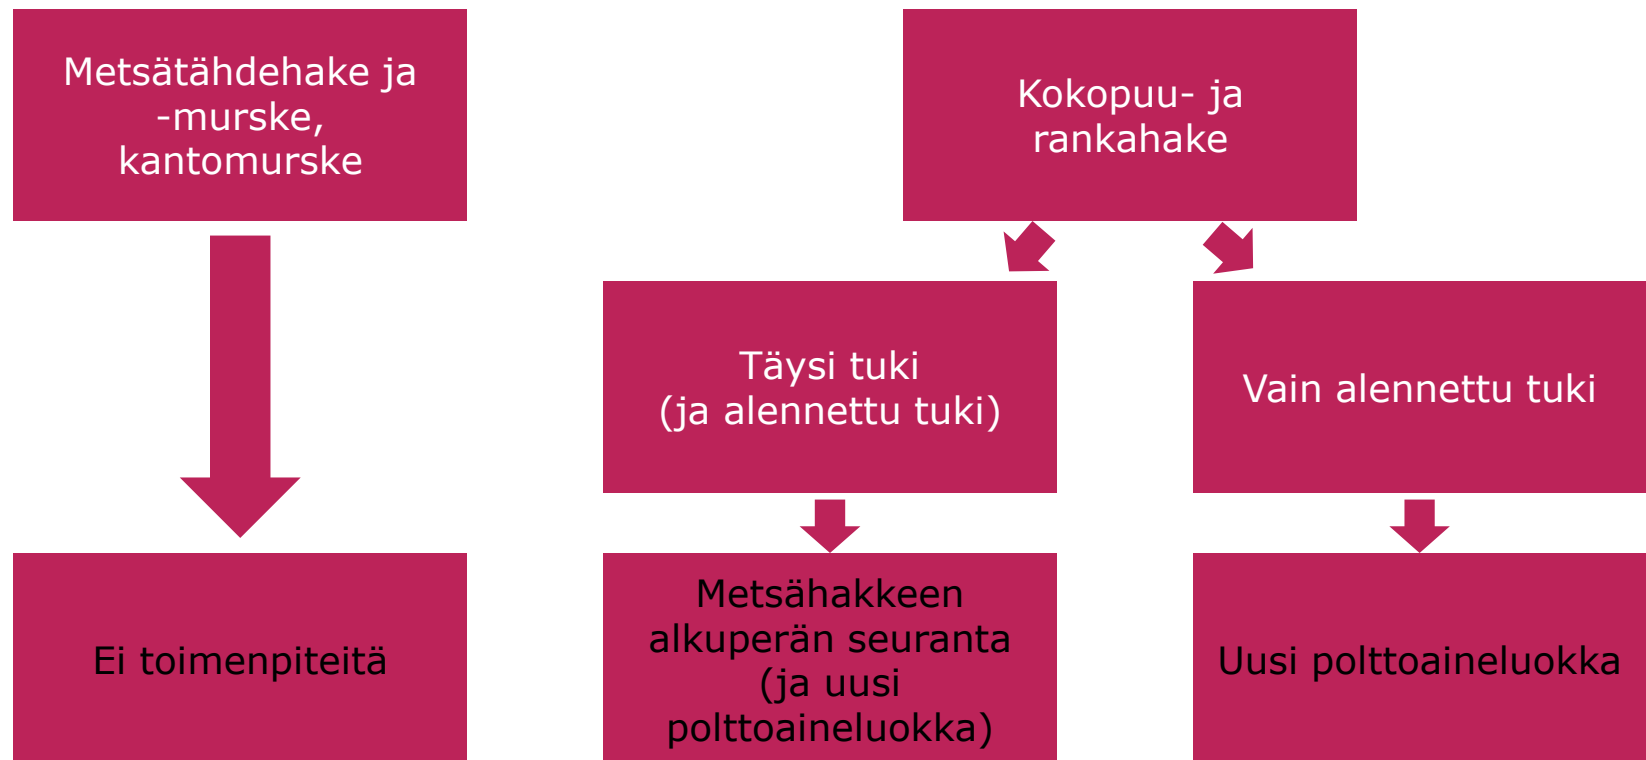 Metsätähdehake ja
-murske,
kantomurske
Kokopuu- ja
rankahake
Täysi tuki
(ja alennettu tuki)
Vain alennettu tuki
Ei toimenpiteitä
Metsähakkeen
alkuperän seuranta
(ja uusi
polttoaineluokka)
Uusi polttoaineluokka